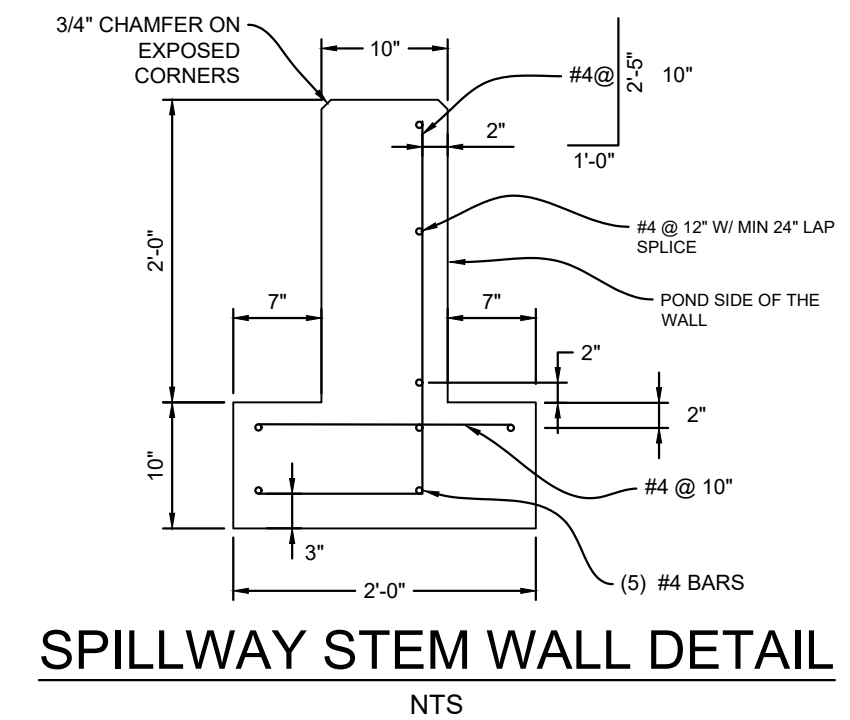 3/4" CHAMFER ON
EXPOSED
CORNERS
10"
#4@
2'-5"
10"
1'-0"
2"
#4 @ 12" W/ MIN 24" LAP
SPLICE
2'-0"
7"
7"
POND SIDE OF THE
WALL
2"
2"
10"
#4 @ 10"
3"
(5) #4 BARS
2'-0"
SPILLWAY STEM WALL DETAIL
NTS